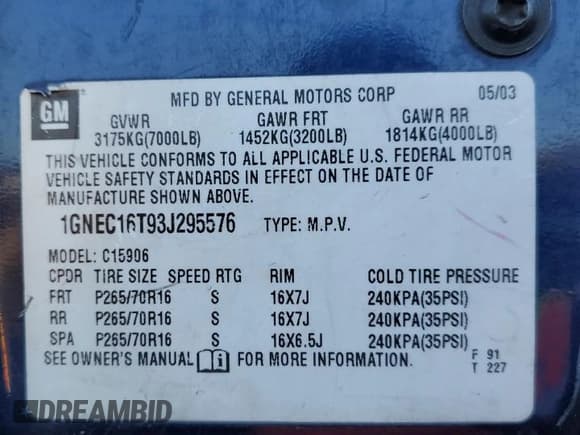 GM
MFD BY GENERAL MOTORS CORP 05/03
GVWR GAWR FRT GAWR RR
3175KG(7000LB) 1452KG(3200LB) 1814KG(4000LB)
THIS VEHICLE CONFORMS TO ALL APPLICABLE U.S. FEDERAL MOTOR
VEHICLE SAFETY STANDARDS IN EFFECT ON THE DATE OF
MANUFACTURE SHOWN ABOVE.
1GNEC16T93J295576 TYPE: M.P.V.
MODEL: C15906
CPDR TIRE SIZE SPEED RTG RIM COLD TIRE PRESSURE
FRT P265/70R16 S 16X7J 240KPA(35PSI)
RR P265/70R16 S 16X7J 240KPA(35PSI)
SPA P265/70R16 S 16X6.5J 240KPA(35PSI)
SEE OWNER'S MANUAL FOR MORE INFORMATION. F 91
T 227
DREAMBID